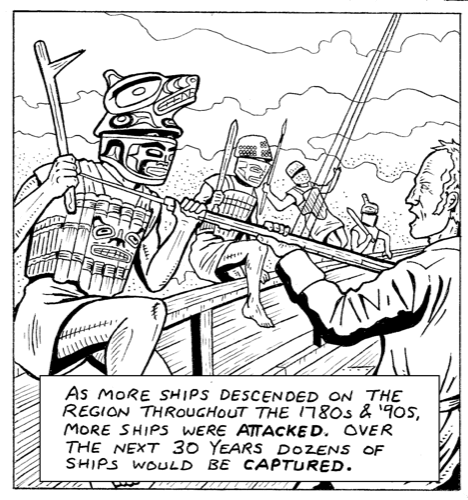 AS MORE SHIPS DESCENDED ON THE
REGION THROUGHOUT THE 1780s & '90s,
MORE SHIPS WERE ATTACKED. OVER
THE NEXT 30 YEARS DOZENS OF
SHIPS WOULD BE CAPTURED.